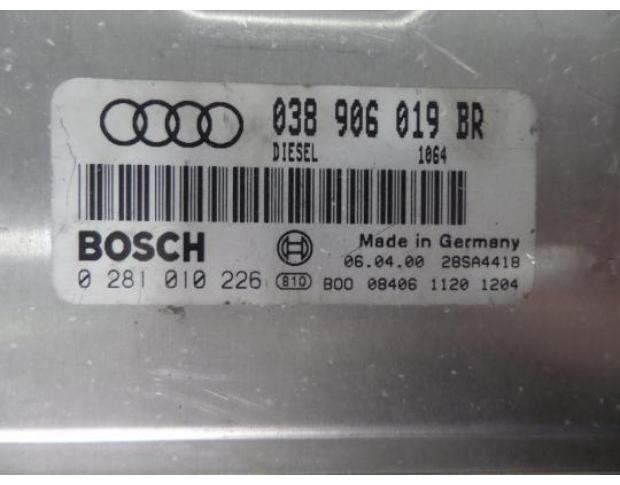 038 906 019 BR
DIESEL 1064
BOSCH Made in Germany
06.04.00 28SA4418
0 281 010 226 810 B00 08406 1120 1204